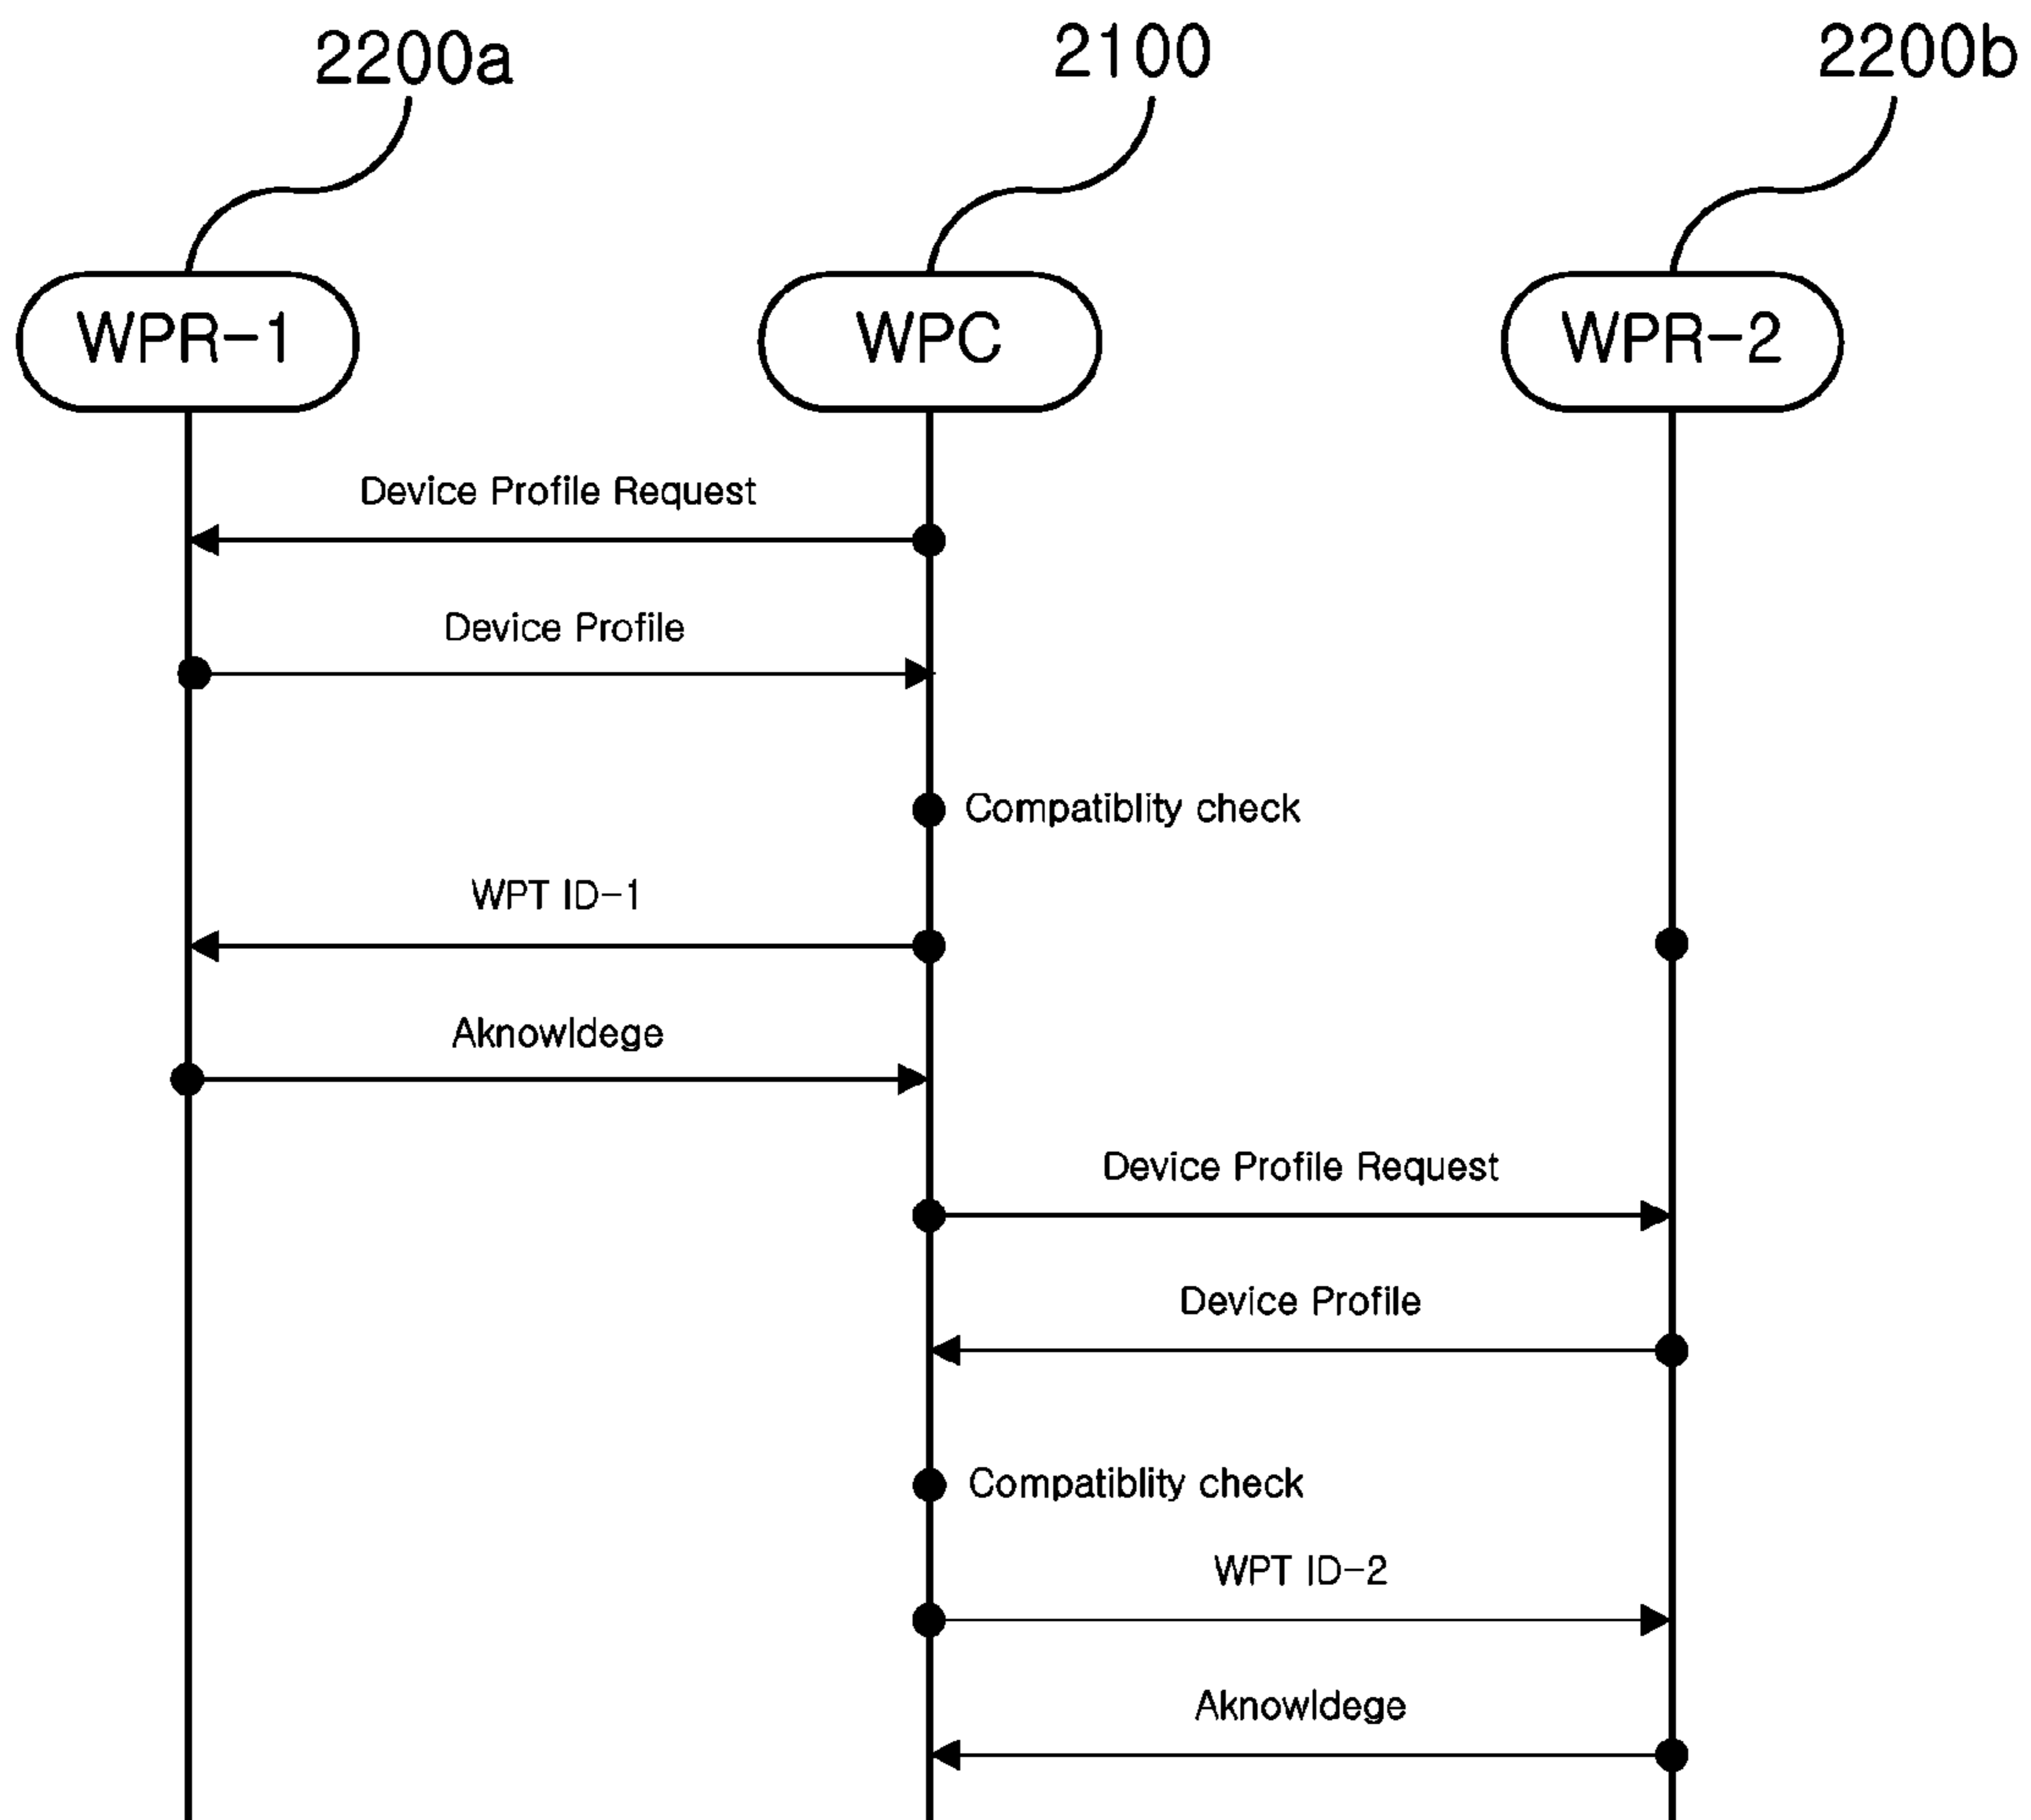 2200a
2100
2200b
WPR-1
WPC
WPR-2
Device Profile Request
Device Profile
Compatiblity check
WPT ID-1
Aknowldege
Device Profile Request
Device Profile
Compatiblity check
WPT ID-2
Aknowldege